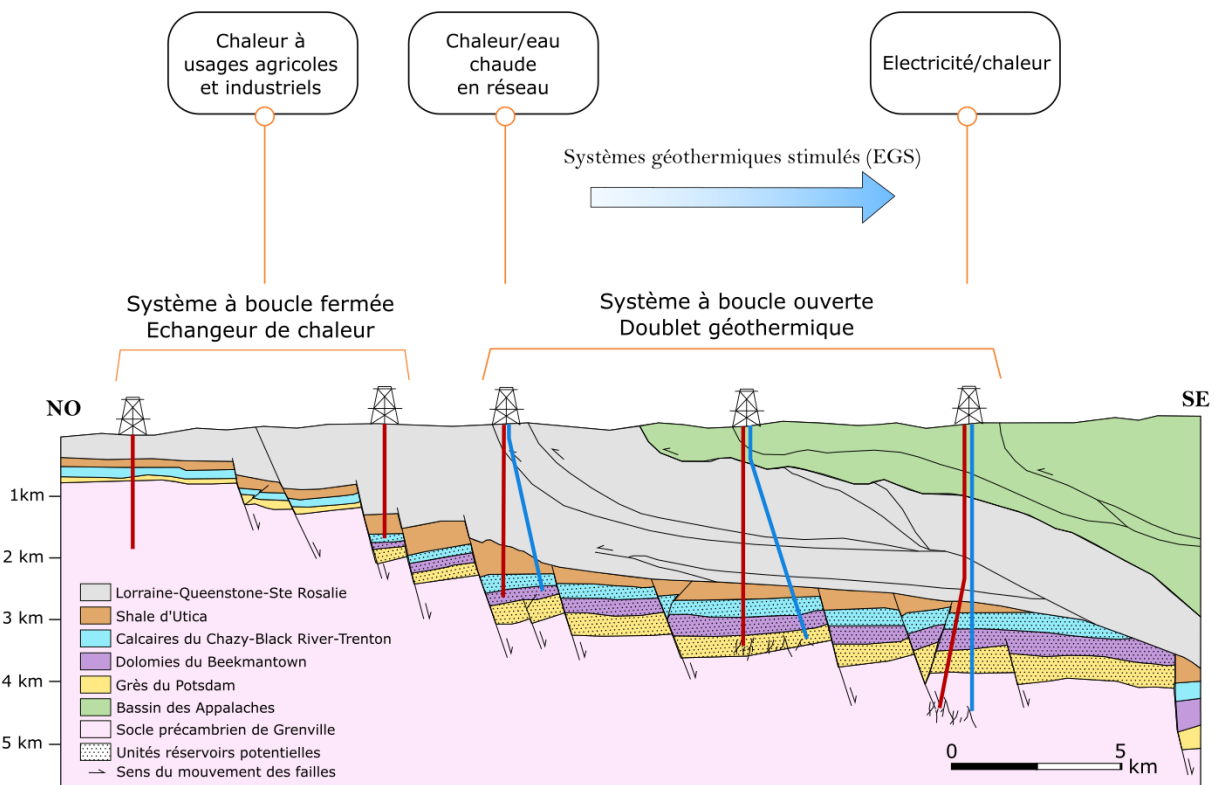 Chaleur à
usages agricoles
et industriels
Chaleur/eau
chaude
en réseau
Electricité/chaleur
Systèmes géothermiques stimulés (EGS)
Système à boucle fermée
Echangeur de chaleur
Système à boucle ouverte
Doublet géothermique
NO
SE
1km
2 km
3 km
4 km
5 km
Lorraine-Queenstone-Ste Rosalie
Shale d'Utica
Calcaires du Chazy-Black River-Trenton
Dolomies du Beekmantown
Grès du Potsdam
Bassin des Appalaches
Socle précambrien de Grenville
Unités réservoirs potentielles
Sens du mouvement des failles
0 5
km